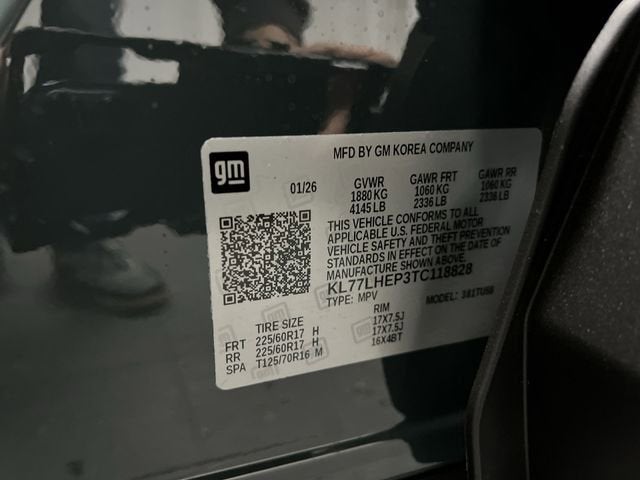 gm
MFD BY GM KOREA COMPANY
01/26
GVWR GAWR FRT GAWR RR
1880 KG 1060 KG 1060 KG
4145 LB 2336 LB 2336 LB
THIS VEHICLE CONFORMS TO ALL
APPLICABLE U.S. FEDERAL MOTOR
VEHICLE SAFETY AND THEFT PREVENTION
STANDARDS IN EFFECT ON THE DATE OF
MANUFACTURE SHOWN ABOVE.
KL77LHEP3TC118828
TYPE: MPV MODEL:
TIRE SIZE RIM
FRT 225/60R17 H 17X7.5J
RR 225/60R17 H 17X7.5J
SPA T125/70R16 M 16X4BT